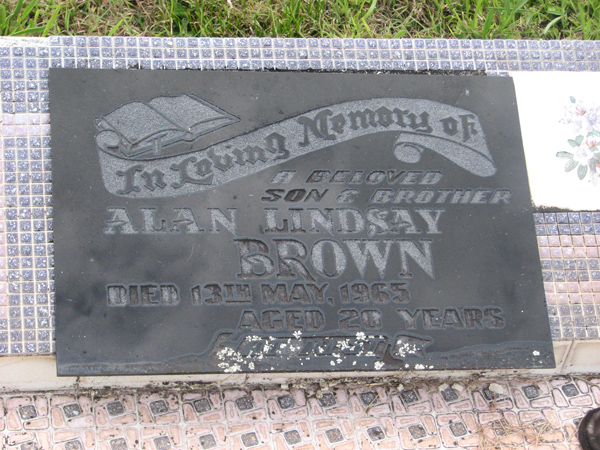 In Loving Memory of
A BELOVED
SON & BROTHER
ALAN LINDSAY
BROWN
DIED 13TH MAY, 1965
AGED 20 YEARS